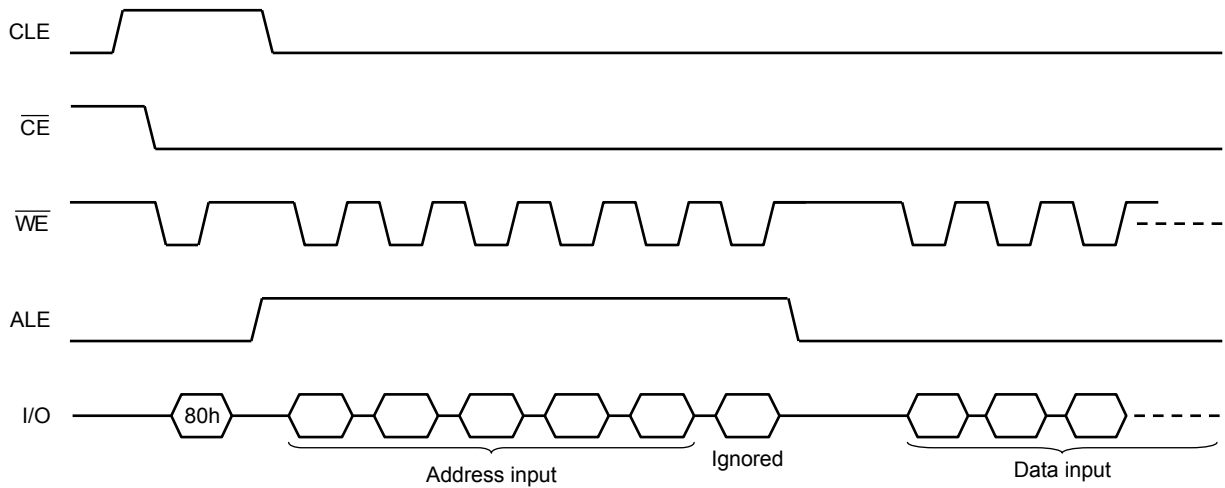 CLE
CE
WE
ALE
I/O
80h
Address input
Ignored
Data input